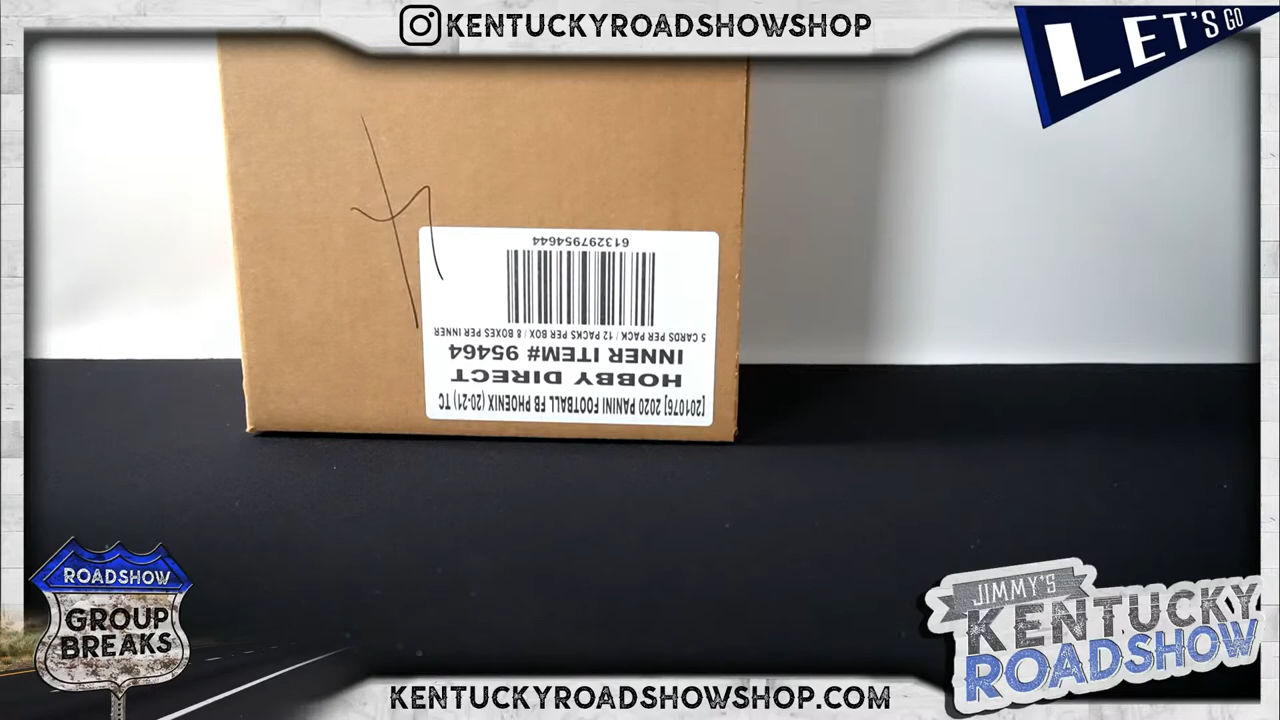 KENTUCKYROADSHOWSHOP
LET'S GO
613297954644
5 CARDS PER PACK / 12 PACKS PER BOX / 8 BOXES PER INNER
INNER ITEM# 95464
HOBBY DIRECT
[201076] 2020 PANINI FOOTBALL FB PHOENIX (20-21) TC
ROADSHOW
GROUP
BREAKS
JIMMY'S
KENTUCKY
ROADSHOW
KENTUCKYROADSHOWSHOP.COM